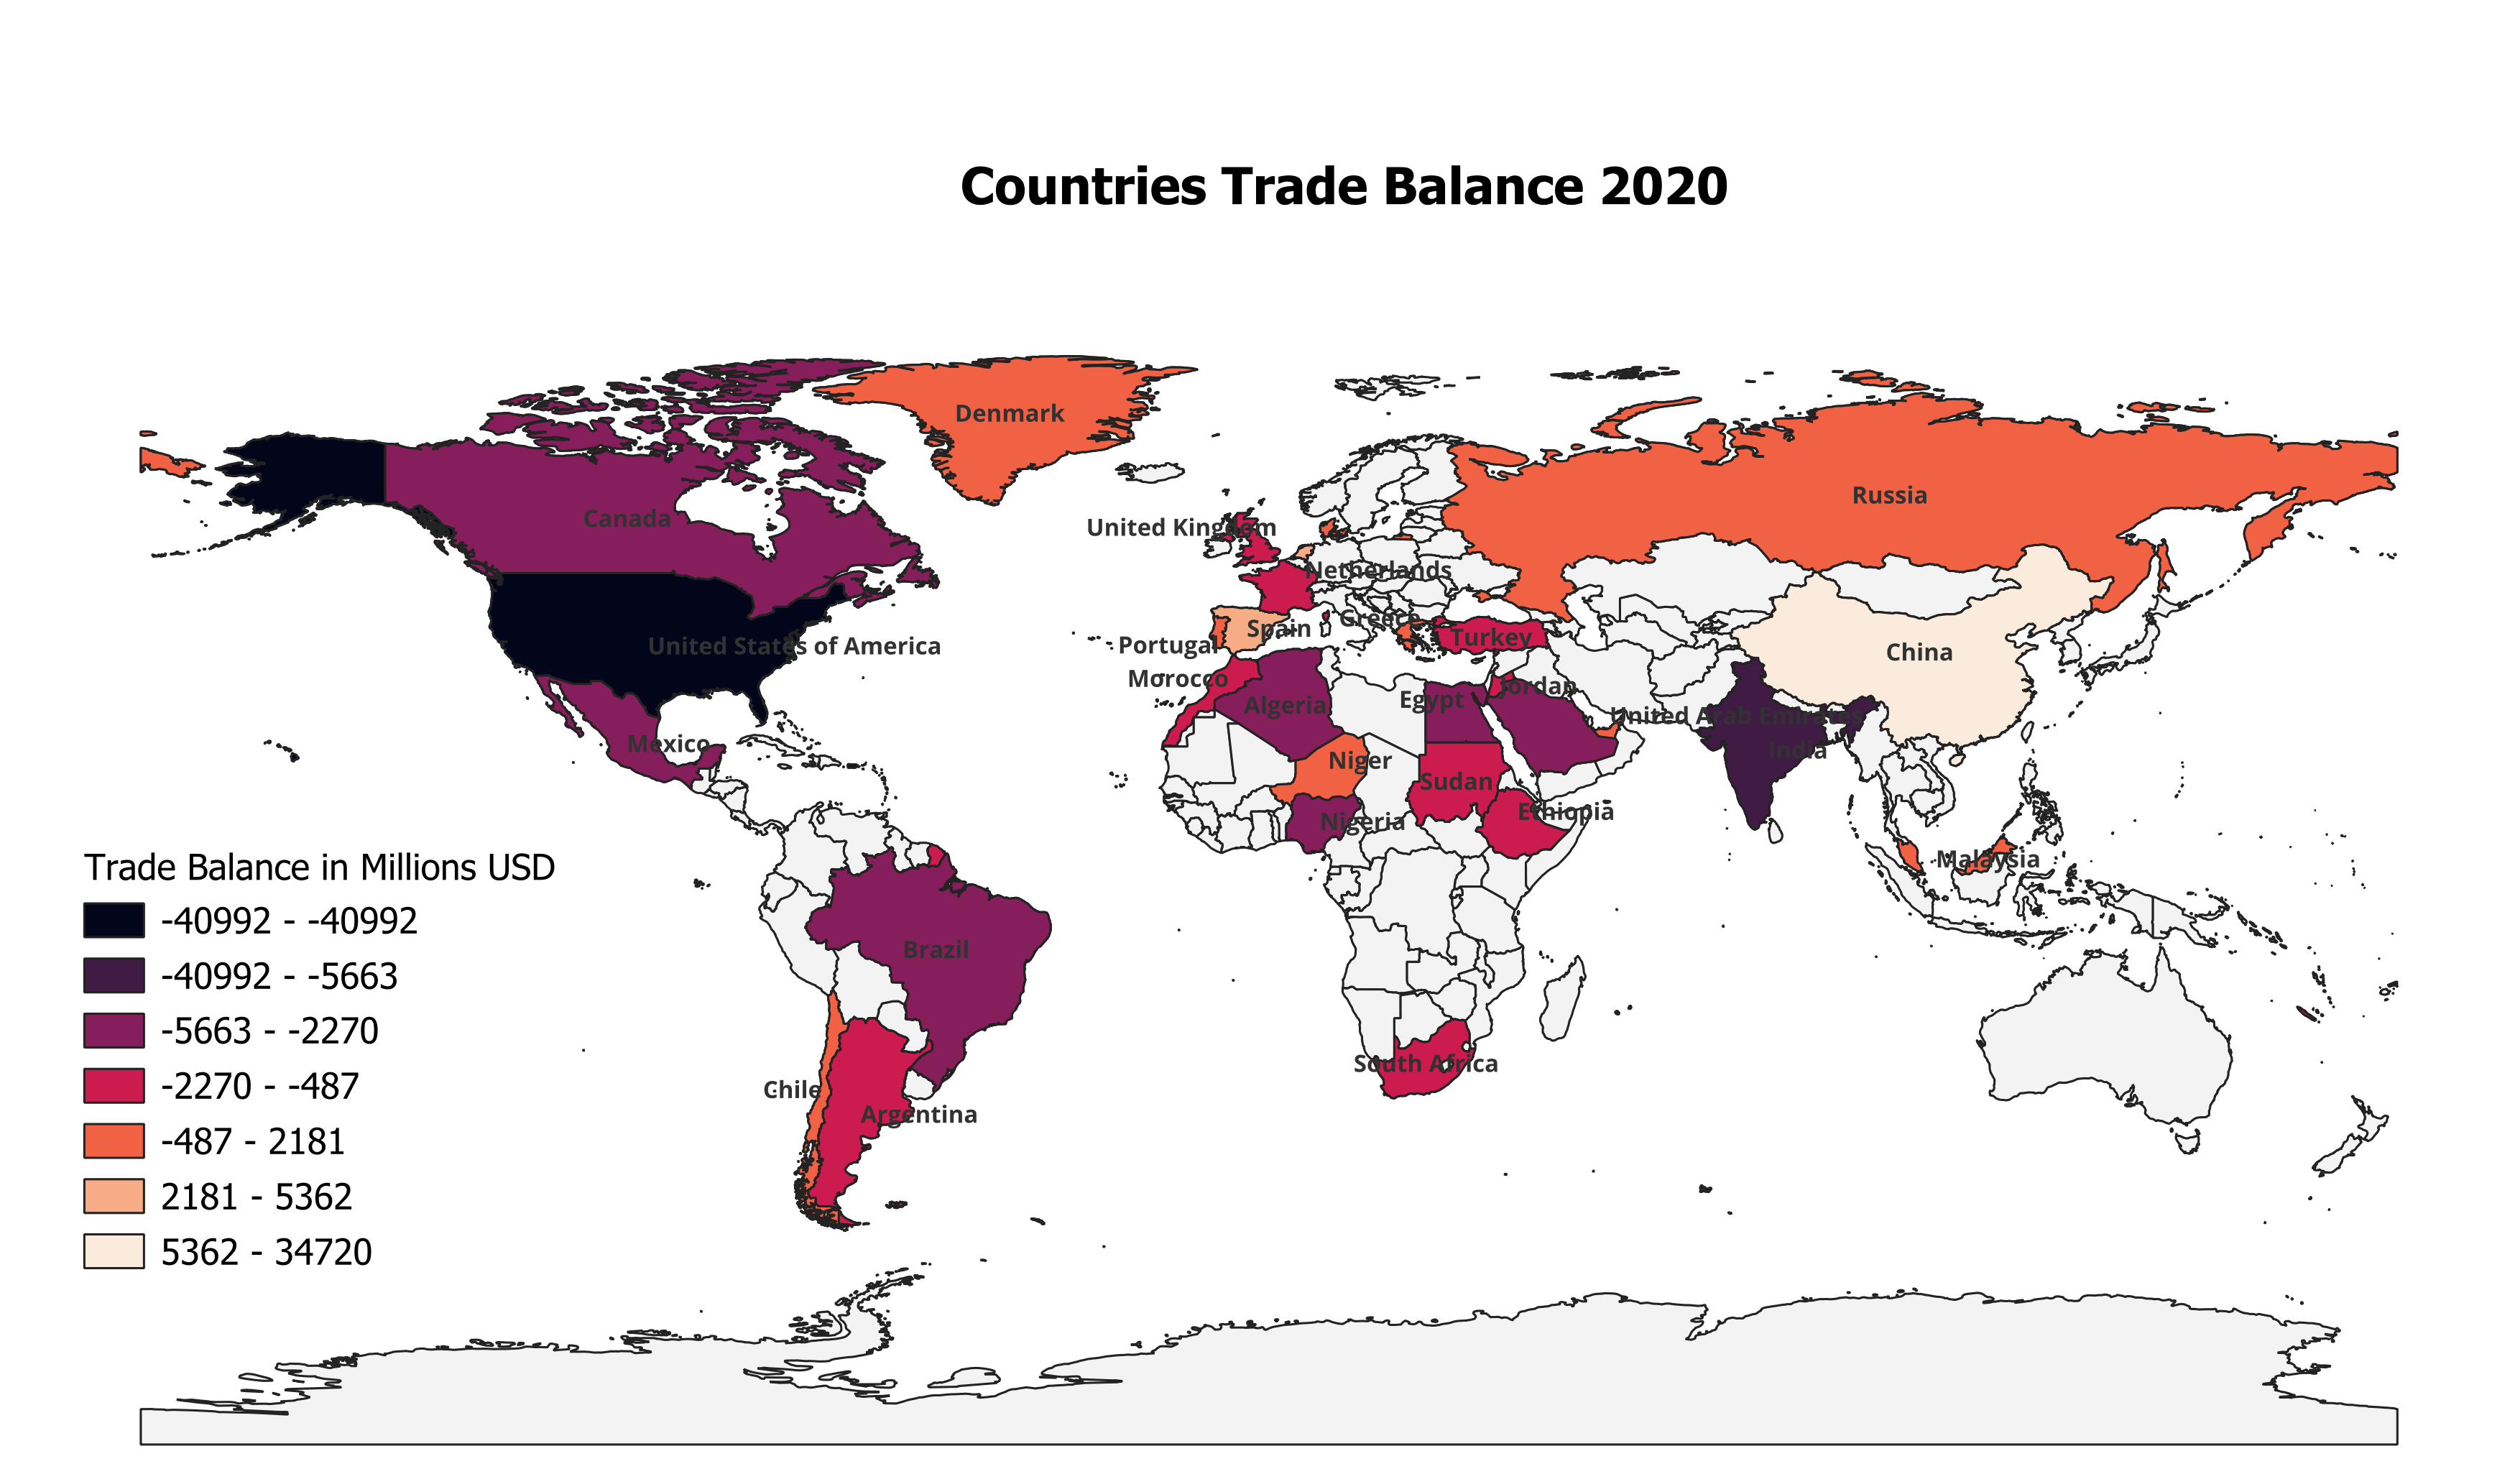 Countries Trade Balance 2020
Denmark
Russia
Canada
United Kingdom
Netherlands
Greece
Spain
Turkey
Portugal
United States of America
China
Morocco
Jordan
Egypt
Algeria
United Arab Emirates
Mexico
India
Niger
Sudan
Ethiopia
Nigeria
Malaysia
Brazil
South Africa
Chile
Argentina
Trade Balance in Millions USD
-40992 - -40992
-40992 - -5663
-5663 - -2270
-2270 - -487
-487 - 2181
2181 - 5362
5362 - 34720